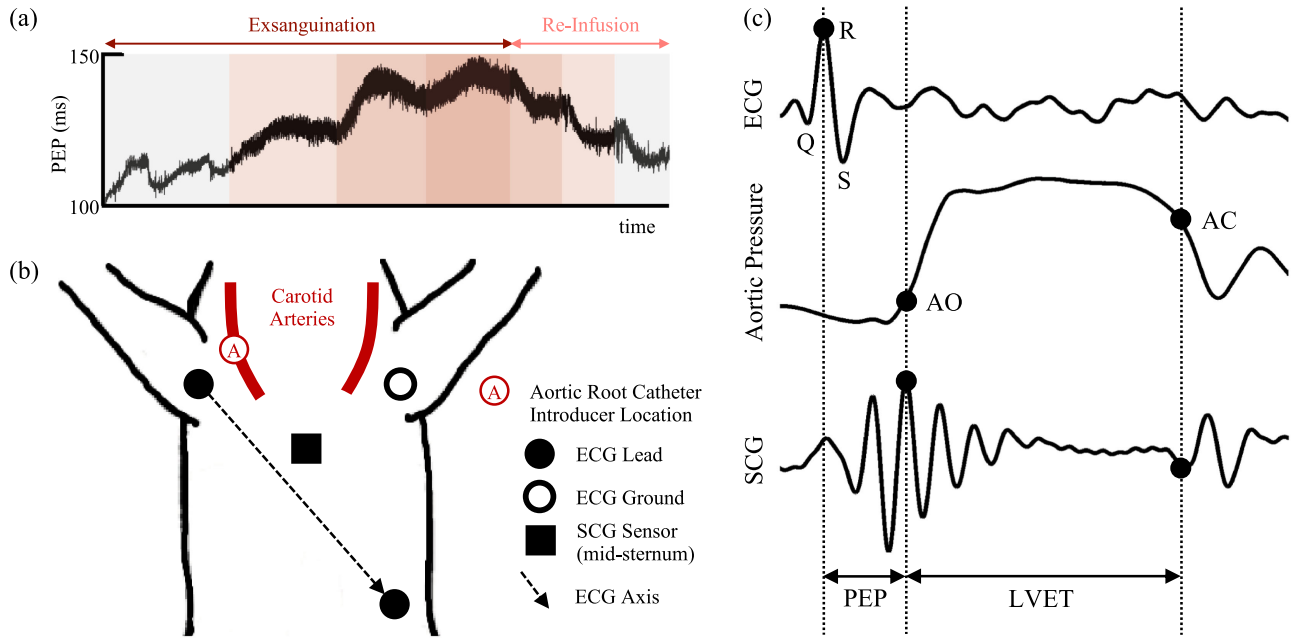 (a)
Exsanguination
Re-Infusion
150
PEP (ms)
100
time
(b)
Carotid
Arteries
A
A
Aortic Root Catheter
Introducer Location
ECG Lead
ECG Ground
SCG Sensor
(mid-sternum)
ECG Axis
(c)
R
ECG
Q
S
Aortic Pressure
AC
AO
SCG
PEP
LVET